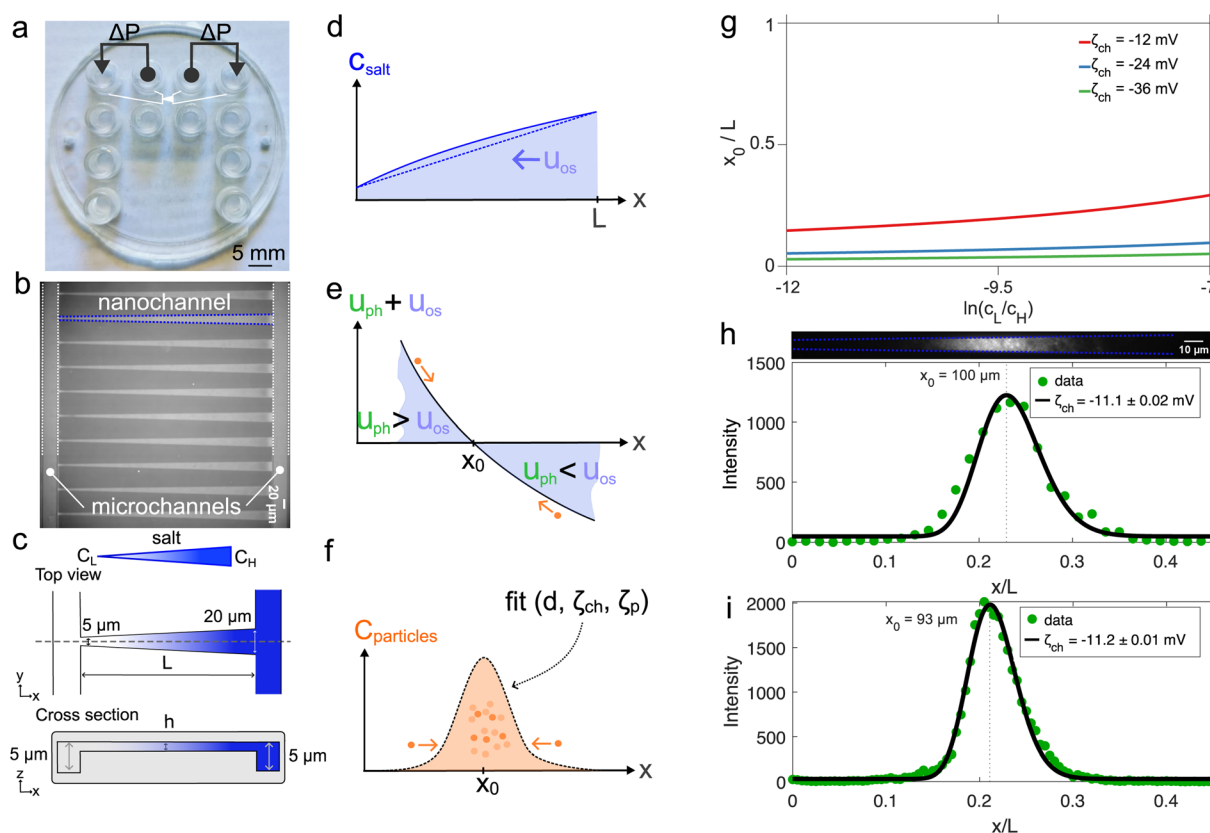 a
ΔP
ΔP
5 mm
b
nanochannel
microchannels
20 µm
c
salt
C_L
C_H
Top view
5 µm
20 µm
L
y
x
Cross section
h
5 µm
5 µm
z
x
d
C_salt
u_os
L
x
e
u_ph + u_os
u_ph > u_os
x_0
u_ph < u_os
x
f
C_particles
fit (d, ζ_ch, ζ_p)
x_0
x
g
1
0.5
0
x_0 / L
ζ_ch = -12 mV
ζ_ch = -24 mV
ζ_ch = -36 mV
-12
-9.5
-7
ln(c_L/c_H)
h
10 µm
1500
1000
500
0
Intensity
x_0 = 100 µm
data
ζ_ch = -11.1 ± 0.02 mV
0
0.1
0.2
0.3
0.4
x/L
i
2000
1500
1000
500
0
Intensity
x_0 = 93 µm
data
ζ_ch = -11.2 ± 0.01 mV
0
0.1
0.2
0.3
0.4
x/L